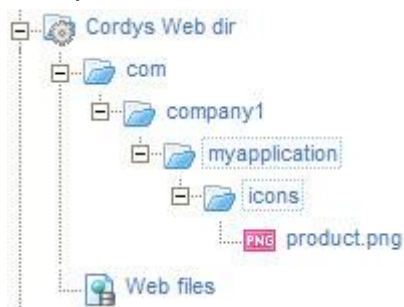 Cordys Web dir
com
company1
myapplication
icons
PNG product.png
Web files